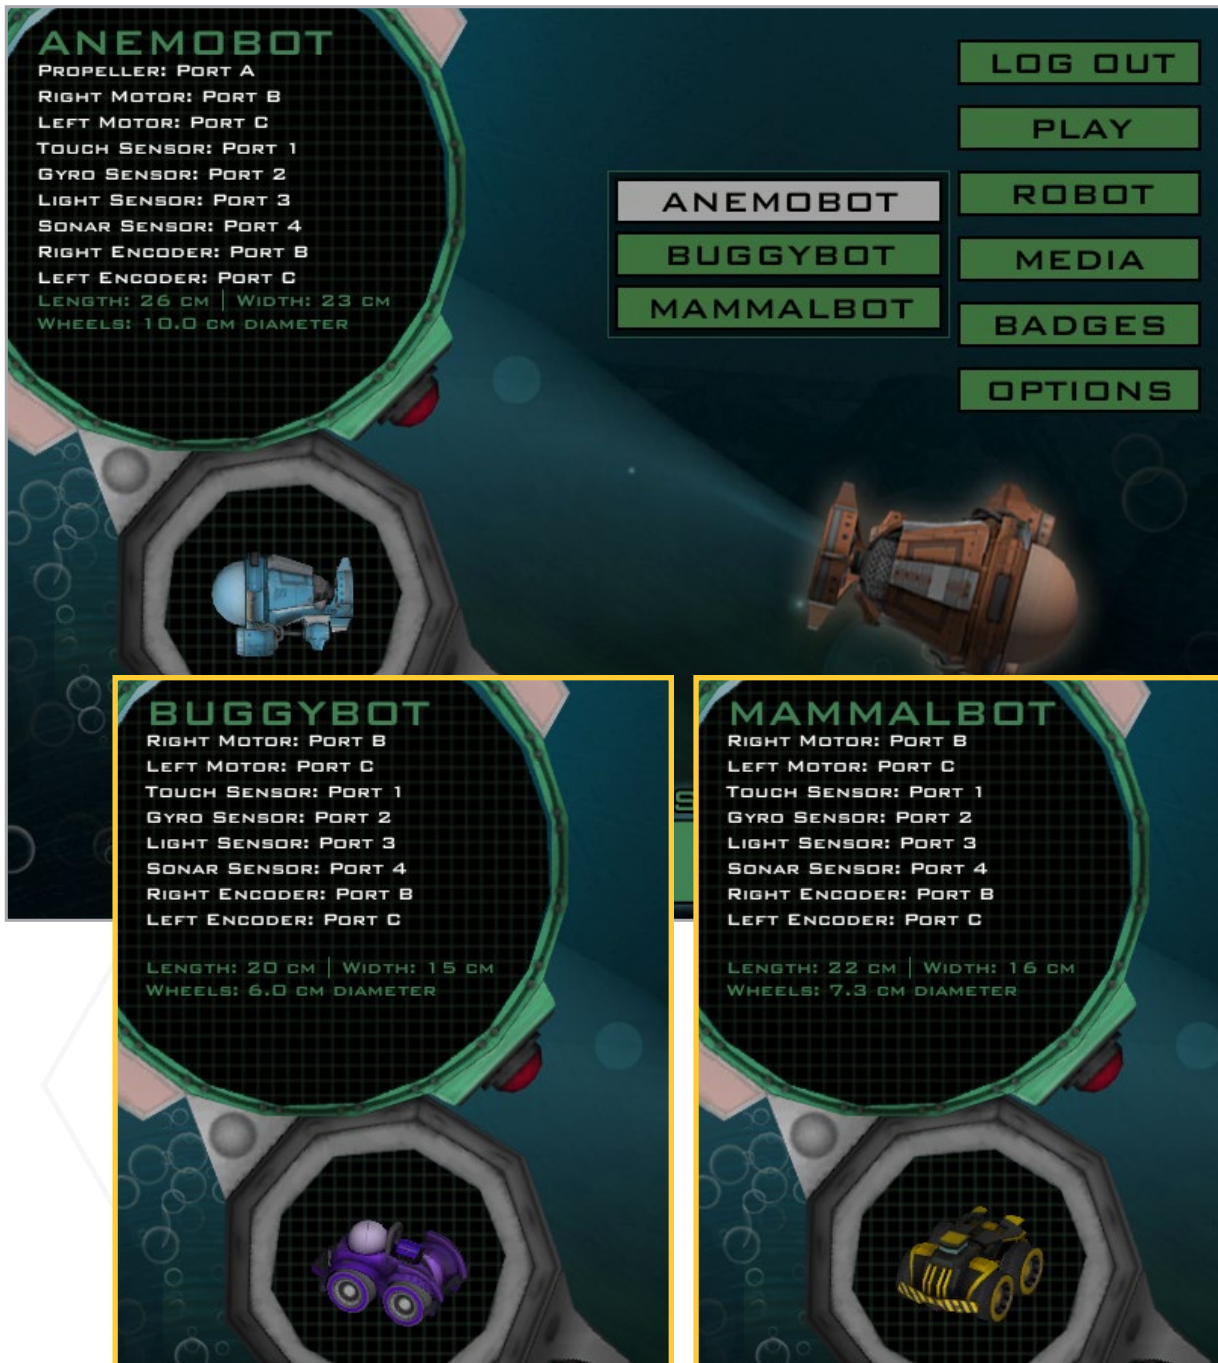 ANEMOBOT
PROPELLER: PORT A
RIGHT MOTOR: PORT B
LEFT MOTOR: PORT C
TOUCH SENSOR: PORT 1
GYRO SENSOR: PORT 2
LIGHT SENSOR: PORT 3
SONAR SENSOR: PORT 4
RIGHT ENCODER: PORT B
LEFT ENCODER: PORT C
LENGTH: 26 CM | WIDTH: 23 CM
WHEELS: 10.0 CM DIAMETER
ANEMOBOT
BUGGYBOT
MAMMALBOT
LOG OUT
PLAY
ROBOT
MEDIA
BADGES
OPTIONS
BUGGYBOT
RIGHT MOTOR: PORT B
LEFT MOTOR: PORT C
TOUCH SENSOR: PORT 1
GYRO SENSOR: PORT 2
LIGHT SENSOR: PORT 3
SONAR SENSOR: PORT 4
RIGHT ENCODER: PORT B
LEFT ENCODER: PORT C
LENGTH: 20 CM | WIDTH: 15 CM
WHEELS: 6.0 CM DIAMETER
MAMMALBOT
RIGHT MOTOR: PORT B
LEFT MOTOR: PORT C
TOUCH SENSOR: PORT 1
GYRO SENSOR: PORT 2
LIGHT SENSOR: PORT 3
SONAR SENSOR: PORT 4
RIGHT ENCODER: PORT B
LEFT ENCODER: PORT C
LENGTH: 22 CM | WIDTH: 16 CM
WHEELS: 7.3 CM DIAMETER